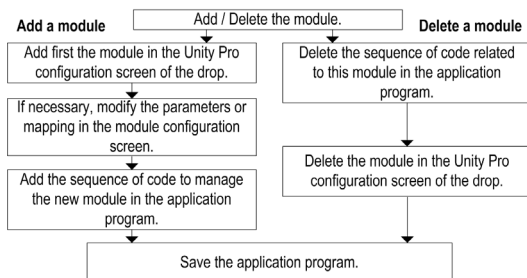 Add a module
Add / Delete the module.
Delete a module
Add first the module in the Unity Pro
configuration screen of the drop.
If necessary, modify the parameters or
mapping in the module configuration
screen.
Add the sequence of code to manage
the new module in the application
program.
Delete the sequence of code related
to this module in the application
program.
Delete the module in the Unity Pro
configuration screen of the drop.
Save the application program.